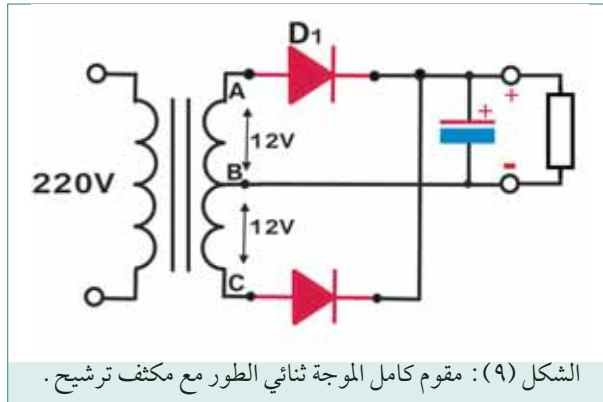 D1
A
12V
B
220V
12V
C
+
+
-
الشكل (٩): مقوم كامل الموجة ثنائي الطور مع مكثف ترشيح .